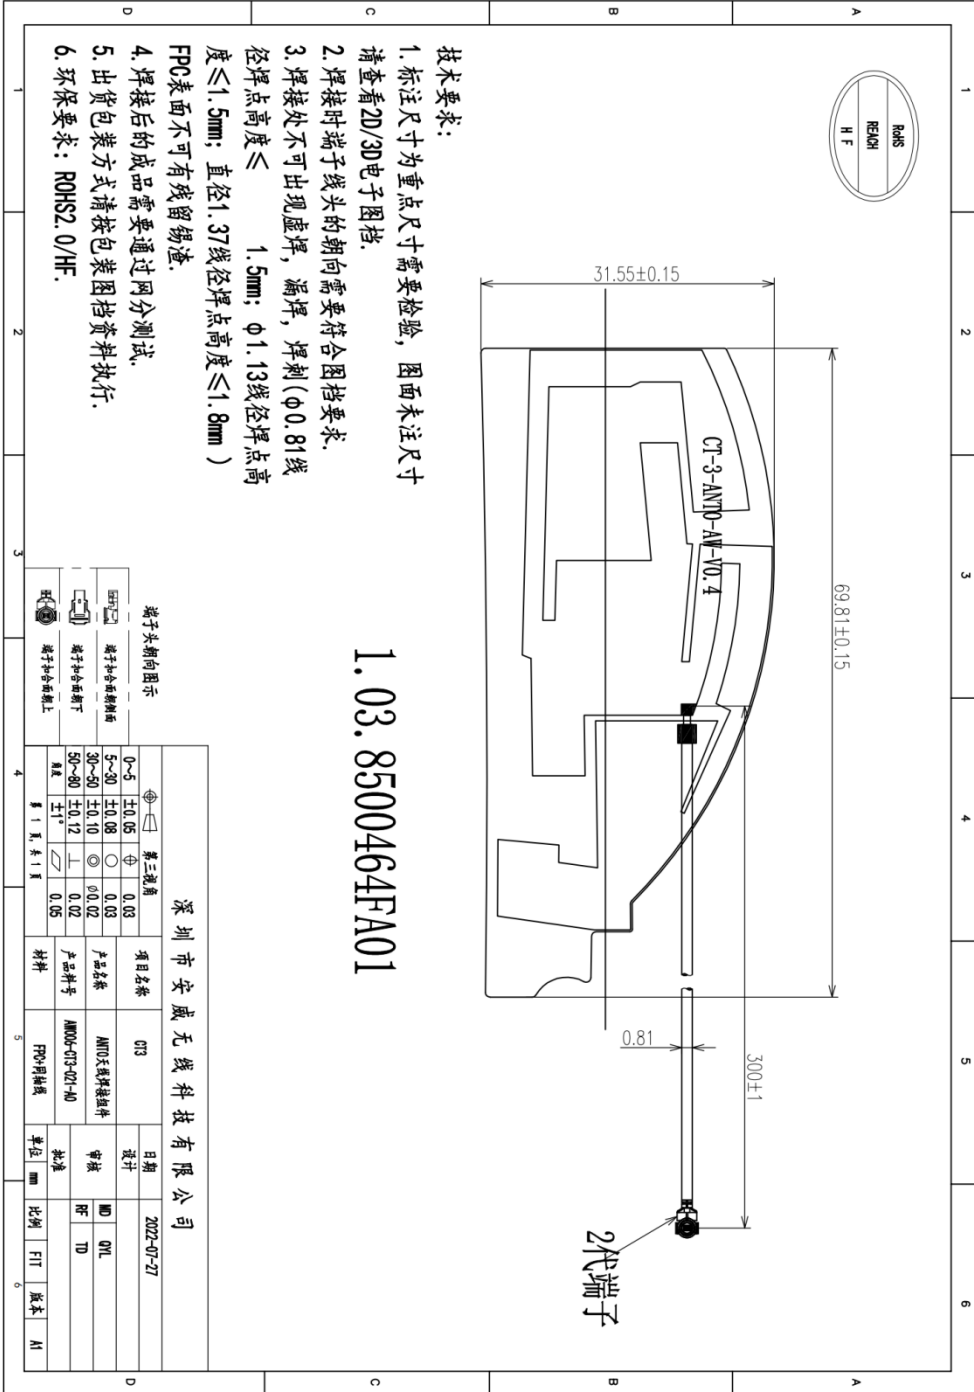 RoHS
REACH
H F
技术要求:
1. 标注尺寸为重点尺寸需要检验, 图面未注尺寸
请查看2D/3D电子图档.
2. 焊接时端子线头的朝向需要符合图档要求.
3. 焊接处不可出现虚焊, 漏焊, 焊刺(φ0.81线
径焊点高度≤ 1.5mm; φ1.13线径焊点高
度≤1.5mm; 直径1.37线径焊点高度≤1.8mm )
FPC表面不可有残留锡渣.
4. 焊接后的成品需要通过网分测试.
5. 出货包装方式请按包装图档资料执行.
6. 环保要求: ROHS2.0/HF.
31.55±0.15
69.81±0.15
CT-3-ANT0-AW-V0.4
0.81
300±1
2代端子
1.03.8500464FA01
端子头朝向图示
端子扣合面朝侧面
端子扣合面朝下
端子扣合面朝上
第三视角
0~5 ±0.05 0.03
5~30 ±0.08 0.03
30~50 ±0.10 φ0.02
50~80 ±0.12 0.02
角度 ±1° 0.05
第 1 页, 共 1 页
深圳市安威无线科技有限公司
项目名称 CT3 日期 2022-07-27
设计
产品名称 ANT0天线焊接组件 审核 MD QYL
RF TD
产品料号 AW006-CT3-021-A0 批准
材料 FPC+同轴线 单位 mm 比例 FIT 版本 A1
1 2 3 4 5 6
1 2 3 4 5 6
A B C D
A B C D